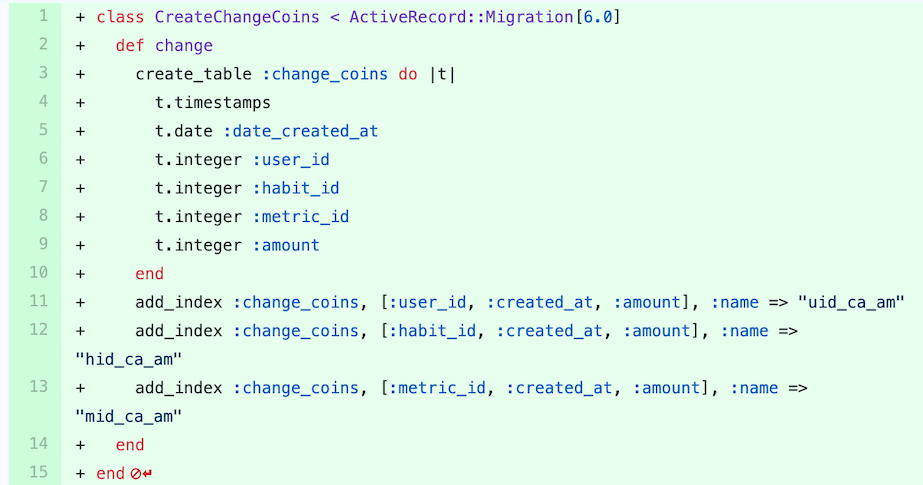 1 + class CreateChangeCoins < ActiveRecord::Migration[6.0]
2 + def change
3 + create_table :change_coins do |t|
4 + t.timestamps
5 + t.date :date_created_at
6 + t.integer :user_id
7 + t.integer :habit_id
8 + t.integer :metric_id
9 + t.integer :amount
10 + end
11 + add_index :change_coins, [:user_id, :created_at, :amount], :name => "uid_ca_am"
12 + add_index :change_coins, [:habit_id, :created_at, :amount], :name =>
"hid_ca_am"
13 + add_index :change_coins, [:metric_id, :created_at, :amount], :name =>
"mid_ca_am"
14 + end
15 + end